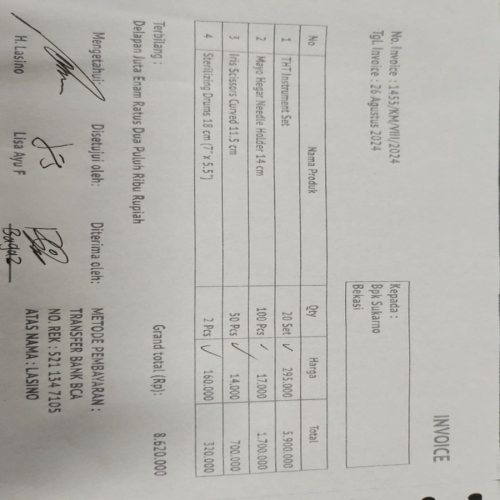 INVOICE
No. Invoice : 1455/KM/VIII/2024
Tgl. Invoice : 26 Agustus 2024
Kepada :
Bpk Sukarno
Bekasi
No Nama Produk Qty Harga Total
1 THT Instrument Set 20 Set 295.000 5.900.000
2 Mayo Hegar Needle Holder 14 cm 100 Pcs 17.000 1.700.000
3 Iris Scissors Curved 11.5 cm 50 Pcs 14.000 700.000
4 Sterilizing Drums 18 cm (7" x 5.5") 2 Pcs 160.000 320.000
Grand total (Rp): 8.620.000
Terbilang :
Delapan Juta Enam Ratus Dua Puluh Ribu Rupiah
Mengetahui: Disetujui oleh: Diterima oleh:
H. Lasino Lisa Ayu F
METODE PEMBAYARAN :
TRANSFER BANK BCA
NO. REK : 521 134 7105
ATAS NAMA : LASINO